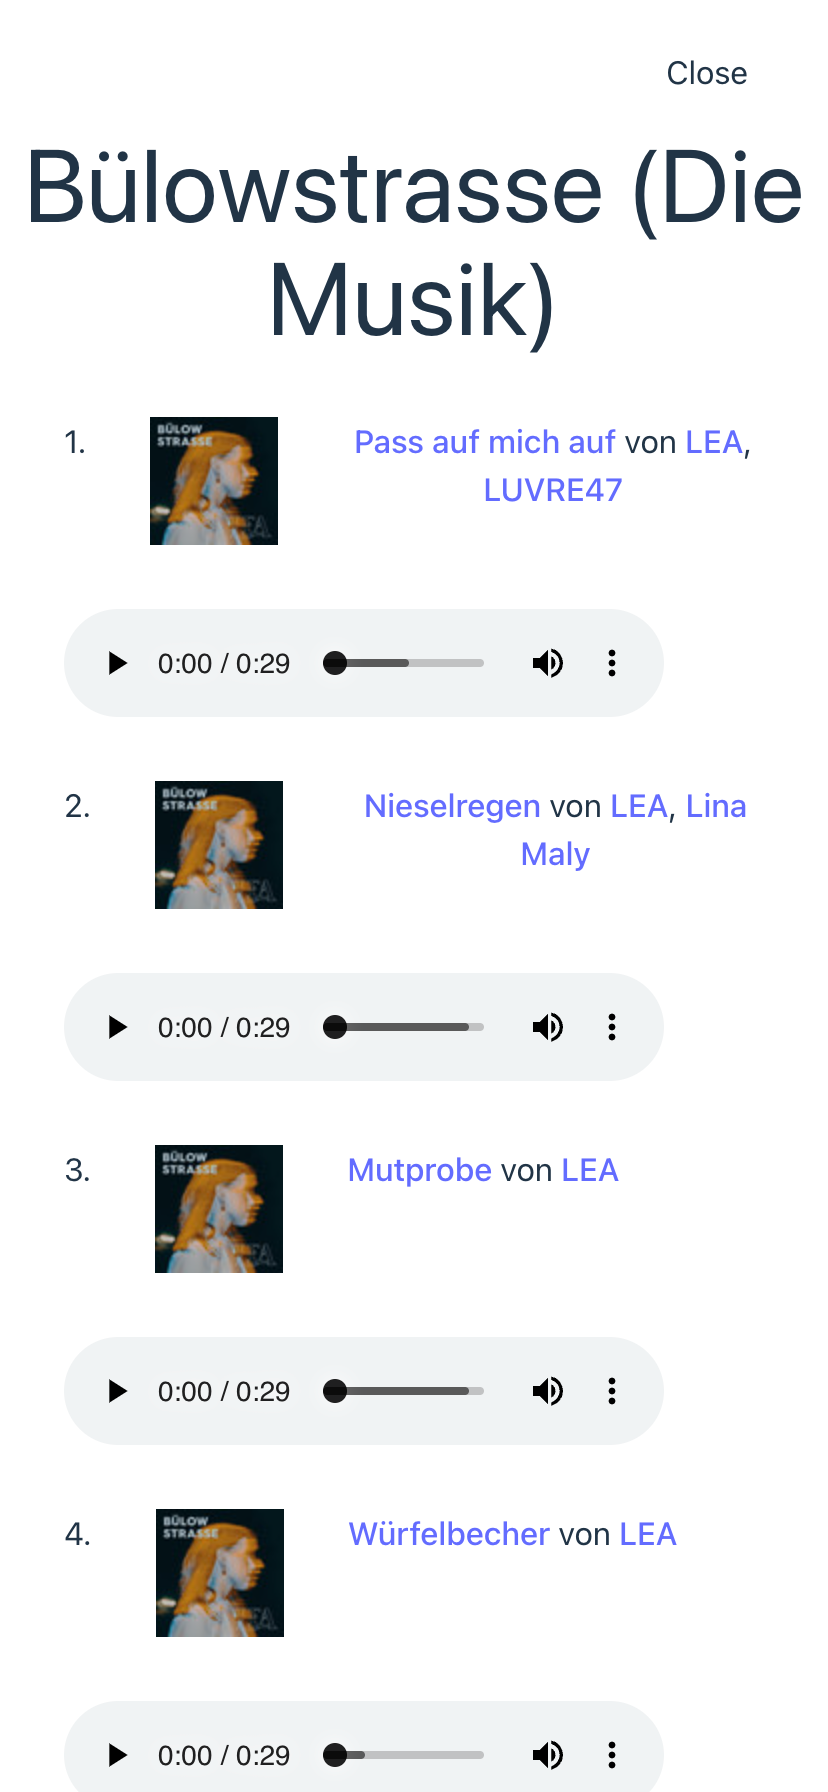 Close
Bülowstrasse (Die
Musik)
1.
BÜLOW
STRASSE
LEA
Pass auf mich auf von LEA,
LUVRE47
0:00 / 0:29
2.
BÜLOW
STRASSE
LEA
Nieselregen von LEA, Lina
Maly
0:00 / 0:29
3.
BÜLOW
STRASSE
LEA
Mutprobe von LEA
0:00 / 0:29
4.
BÜLOW
STRASSE
LEA
Würfelbecher von LEA
0:00 / 0:29